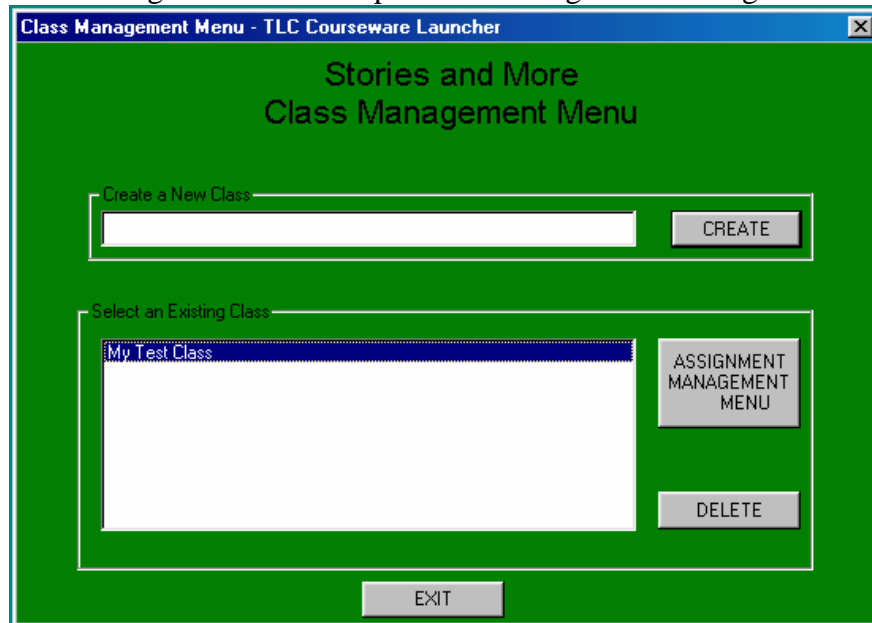 Class Management Menu - TLC Courseware Launcher
Stories and More
Class Management Menu
Create a New Class
CREATE
Select an Existing Class
My Test Class
ASSIGNMENT
MANAGEMENT
MENU
DELETE
EXIT